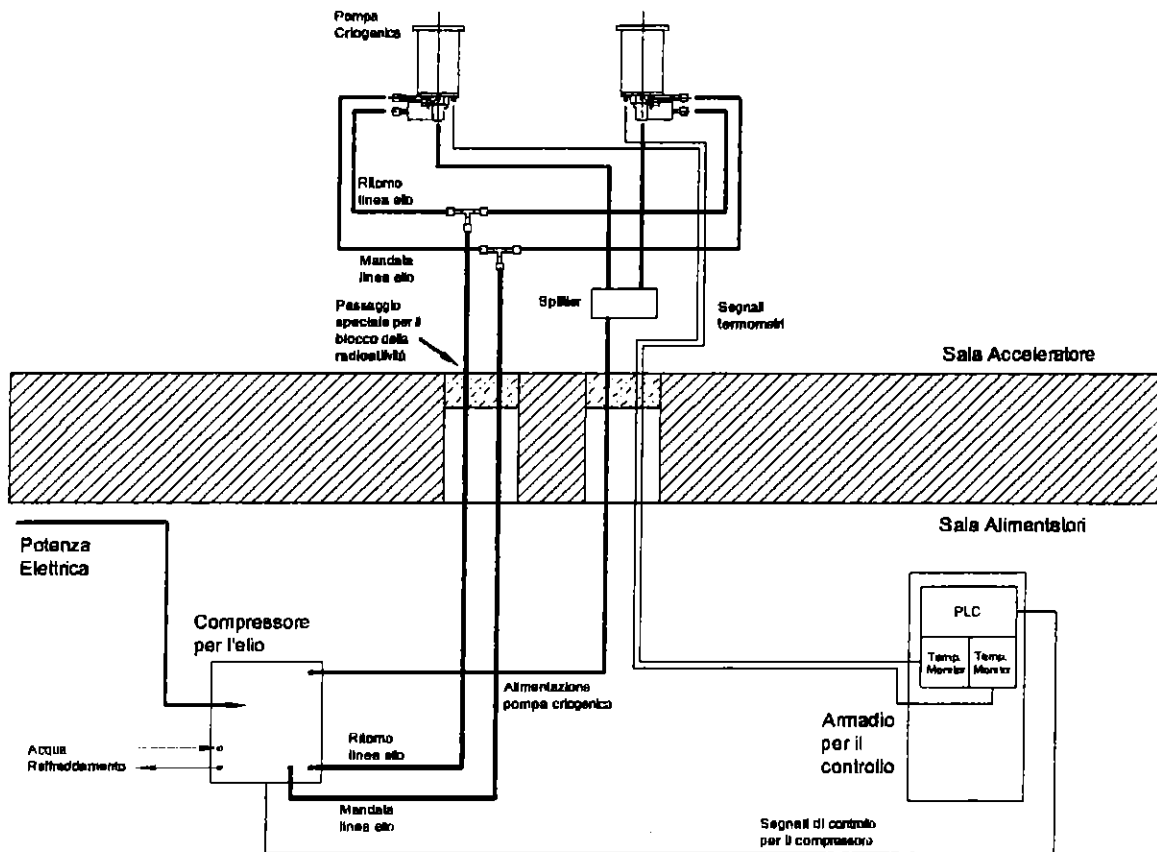 Pompa
Criogenica
Ritorno
linea elio
Mandata
linea elio
Passaggio
speciale per il
blocco della
radioattività
Splitter
Segnali
termometri
Sala Acceleratore
Sala Alimentatori
Potenza
Elettrica
Compressore
per l'elio
PLC
Temp.
Monitor
Temp.
Monitor
Alimentazione
pompa criogenica
Armadio
per il
controllo
Acqua
Raffreddamento
Ritorno
linea elio
Mandata
linea elio
Segnali di controllo
per il compressore